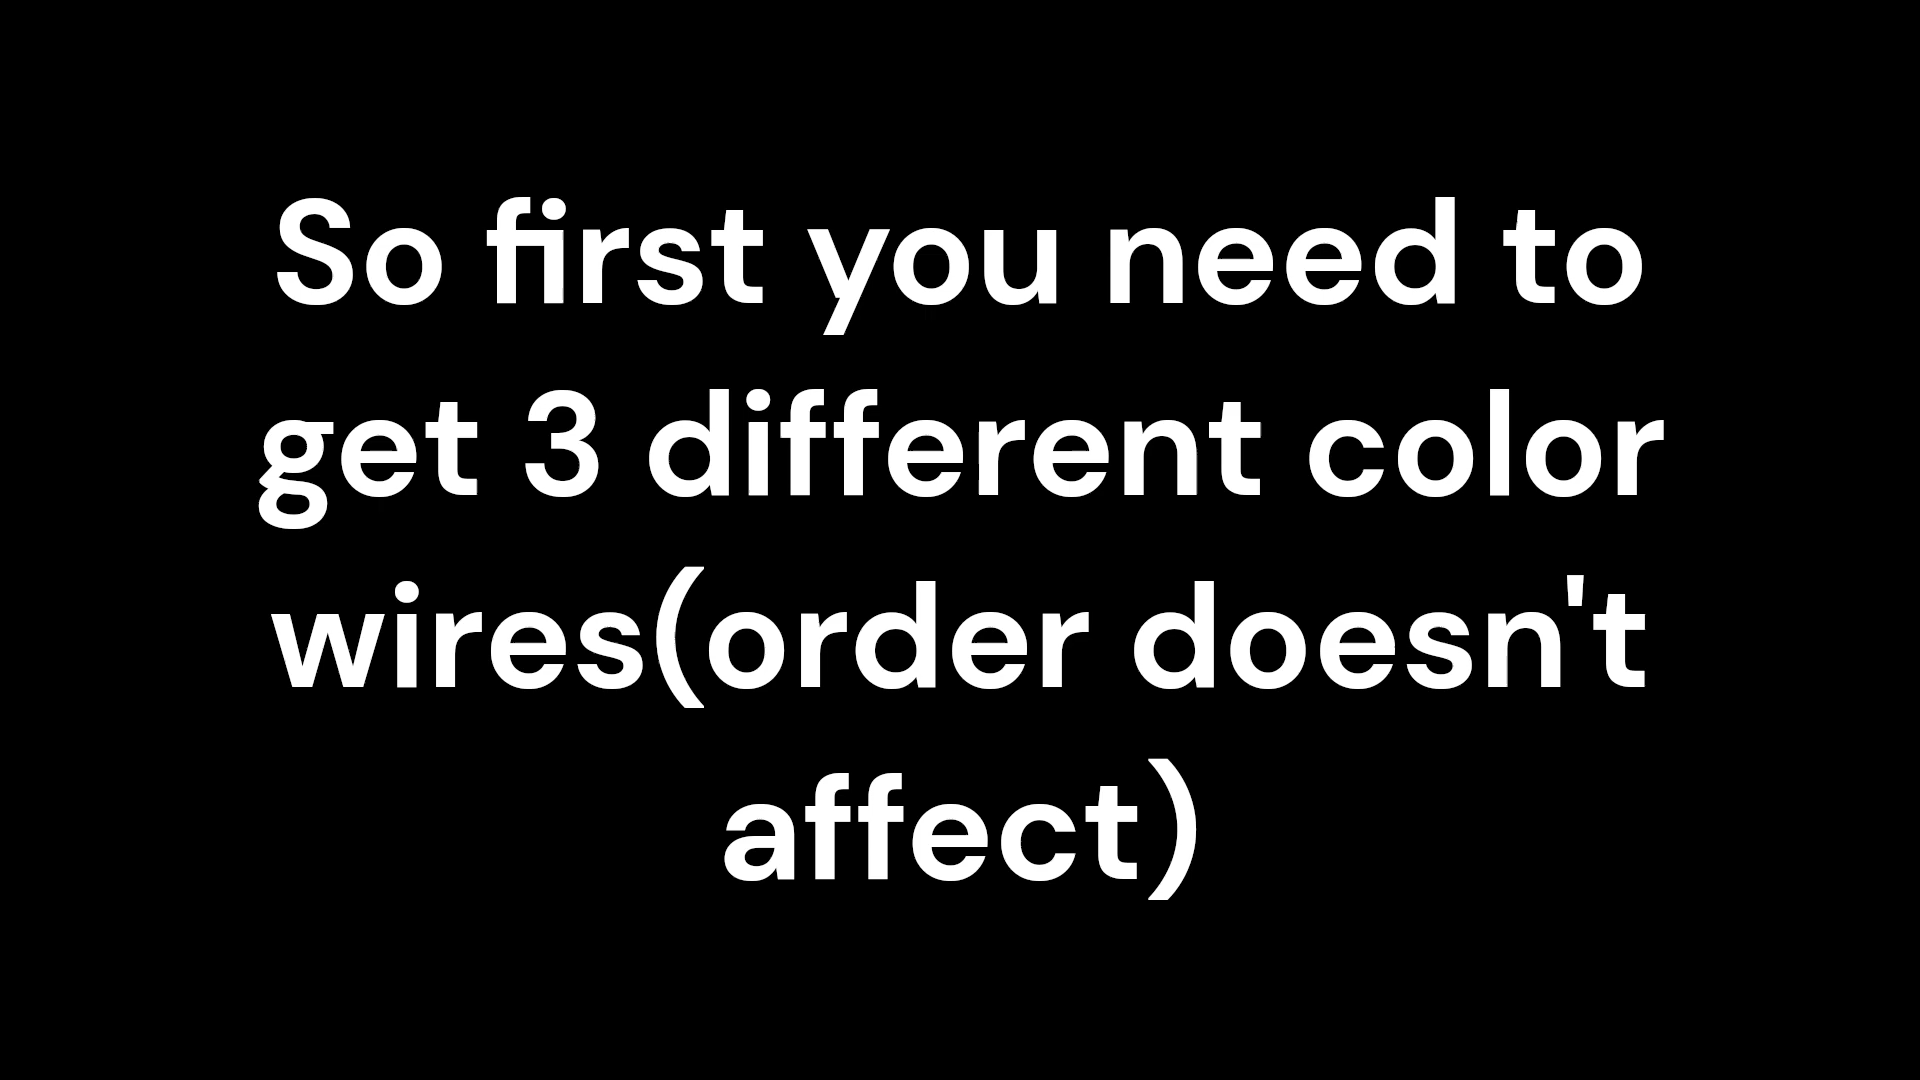 So first you need to
get 3 different color
wires(order doesn't
affect)